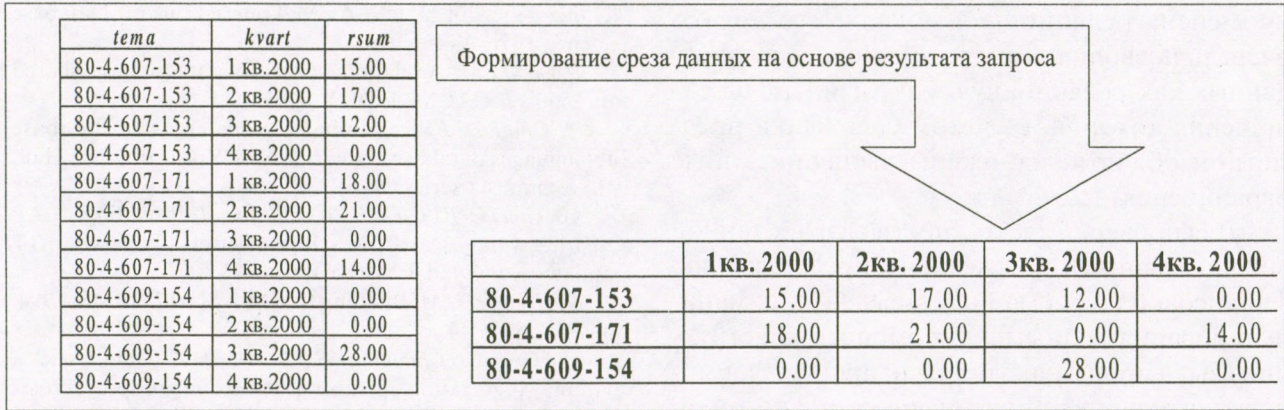 tema kvart rsum
80-4-607-153 1 кв.2000 15.00
80-4-607-153 2 кв.2000 17.00
80-4-607-153 3 кв.2000 12.00
80-4-607-153 4 кв.2000 0.00
80-4-607-171 1 кв.2000 18.00
80-4-607-171 2 кв.2000 21.00
80-4-607-171 3 кв.2000 0.00
80-4-607-171 4 кв.2000 14.00
80-4-609-154 1 кв.2000 0.00
80-4-609-154 2 кв.2000 0.00
80-4-609-154 3 кв.2000 28.00
80-4-609-154 4 кв.2000 0.00
Формирование среза данных на основе результата запроса
1кв. 2000 2кв. 2000 3кв. 2000 4кв. 2000
80-4-607-153 15.00 17.00 12.00 0.00
80-4-607-171 18.00 21.00 0.00 14.00
80-4-609-154 0.00 0.00 28.00 0.00